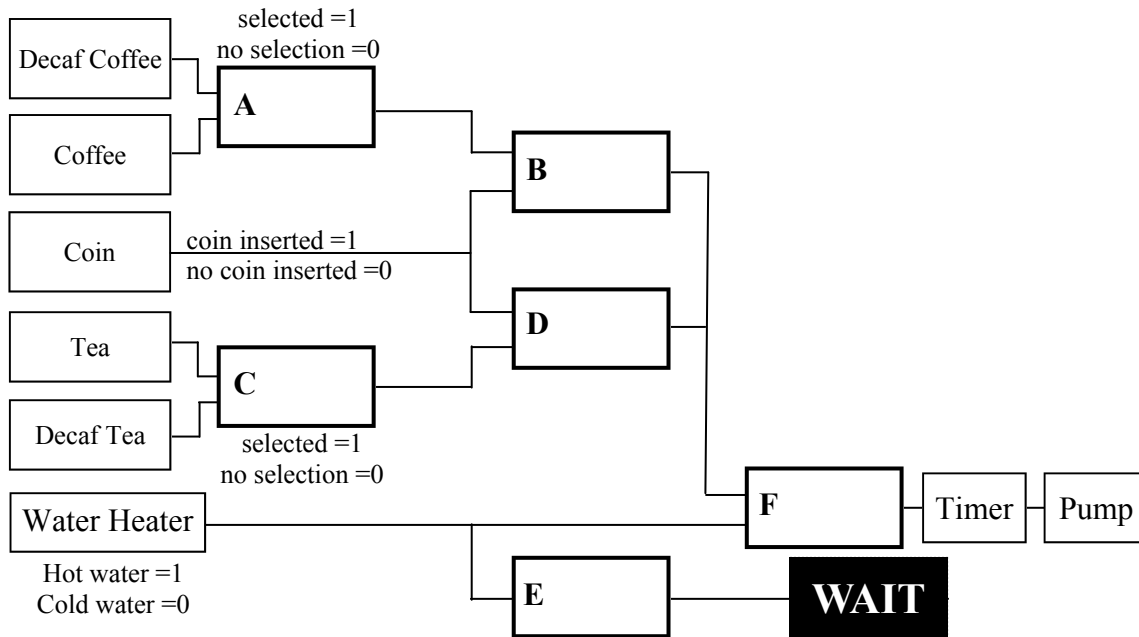 selected =1
no selection =0
Decaf Coffee
A
Coffee
B
Coin
coin inserted =1
no coin inserted =0
D
Tea
C
Decaf Tea
selected =1
no selection =0
Water Heater
F
Timer
Pump
Hot water =1
Cold water =0
E
WAIT